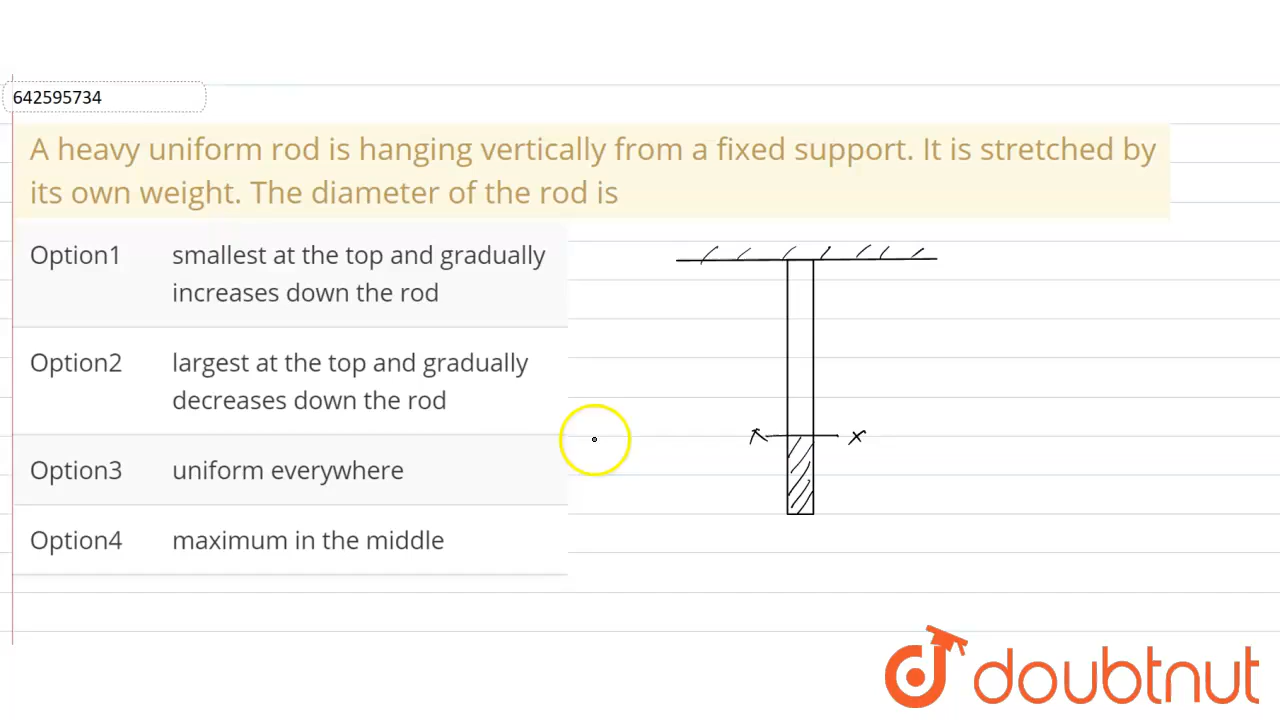 642595734
A heavy uniform rod is hanging vertically from a fixed support. It is stretched by
its own weight. The diameter of the rod is
Option1 smallest at the top and gradually
increases down the rod
Option2 largest at the top and gradually
decreases down the rod
Option3 uniform everywhere
Option4 maximum in the middle
x
doubtnut